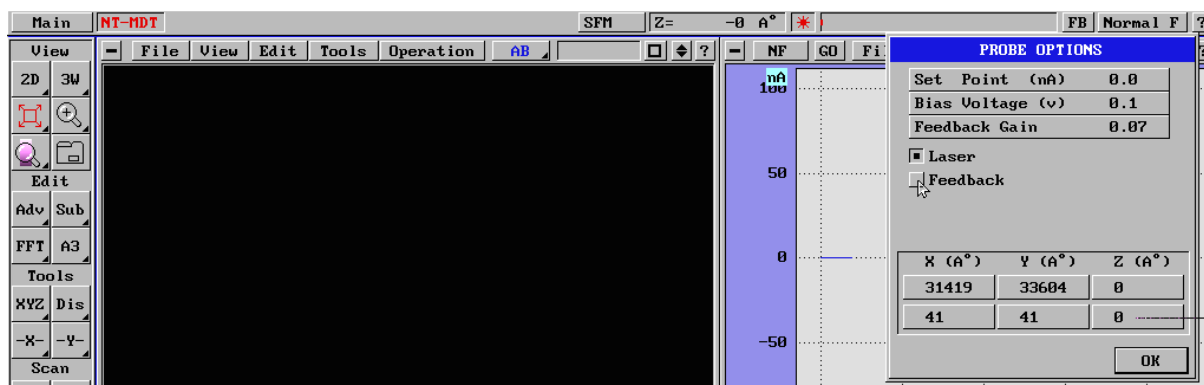 Main NT-MDT SFM Z= -0 A° FB Normal F ?
View
2D 3W
Edit
Adv Sub
FFT A3
Tools
XYZ Dis
-X- -Y-
Scan
- File View Edit Tools Operation AB ?
- NF GO Fi
nA
100
50
0
-50
PROBE OPTIONS
Set Point (nA) 0.0
Bias Voltage (v) 0.1
Feedback Gain 0.07
Laser
Feedback
X (A°) Y (A°) Z (A°)
31419 33604 0
41 41 0
OK